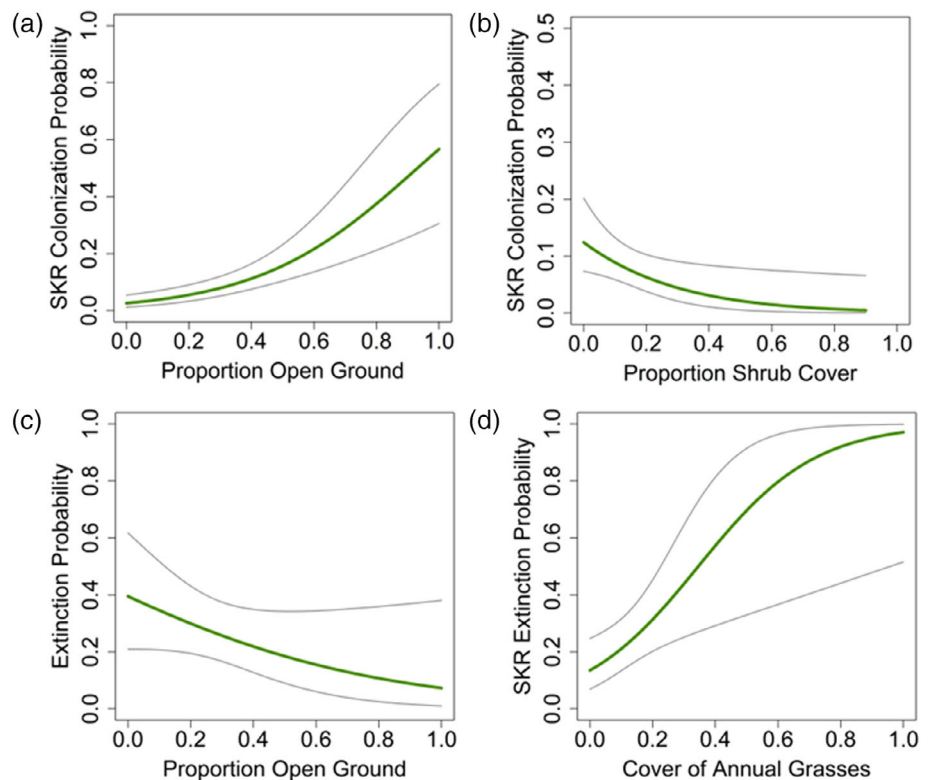 (a)
SKR Colonization Probability
1.0
0.8
0.6
0.4
0.2
0.0
0.0 0.2 0.4 0.6 0.8 1.0
Proportion Open Ground
(b)
SKR Colonization Probability
0.5
0.4
0.3
0.2
0.1
0.0
0.0 0.2 0.4 0.6 0.8 1.0
Proportion Shrub Cover
(c)
Extinction Probability
1.0
0.8
0.6
0.4
0.2
0.0
0.0 0.2 0.4 0.6 0.8 1.0
Proportion Open Ground
(d)
SKR Extinction Probability
1.0
0.8
0.6
0.4
0.2
0.0
0.0 0.2 0.4 0.6 0.8 1.0
Cover of Annual Grasses